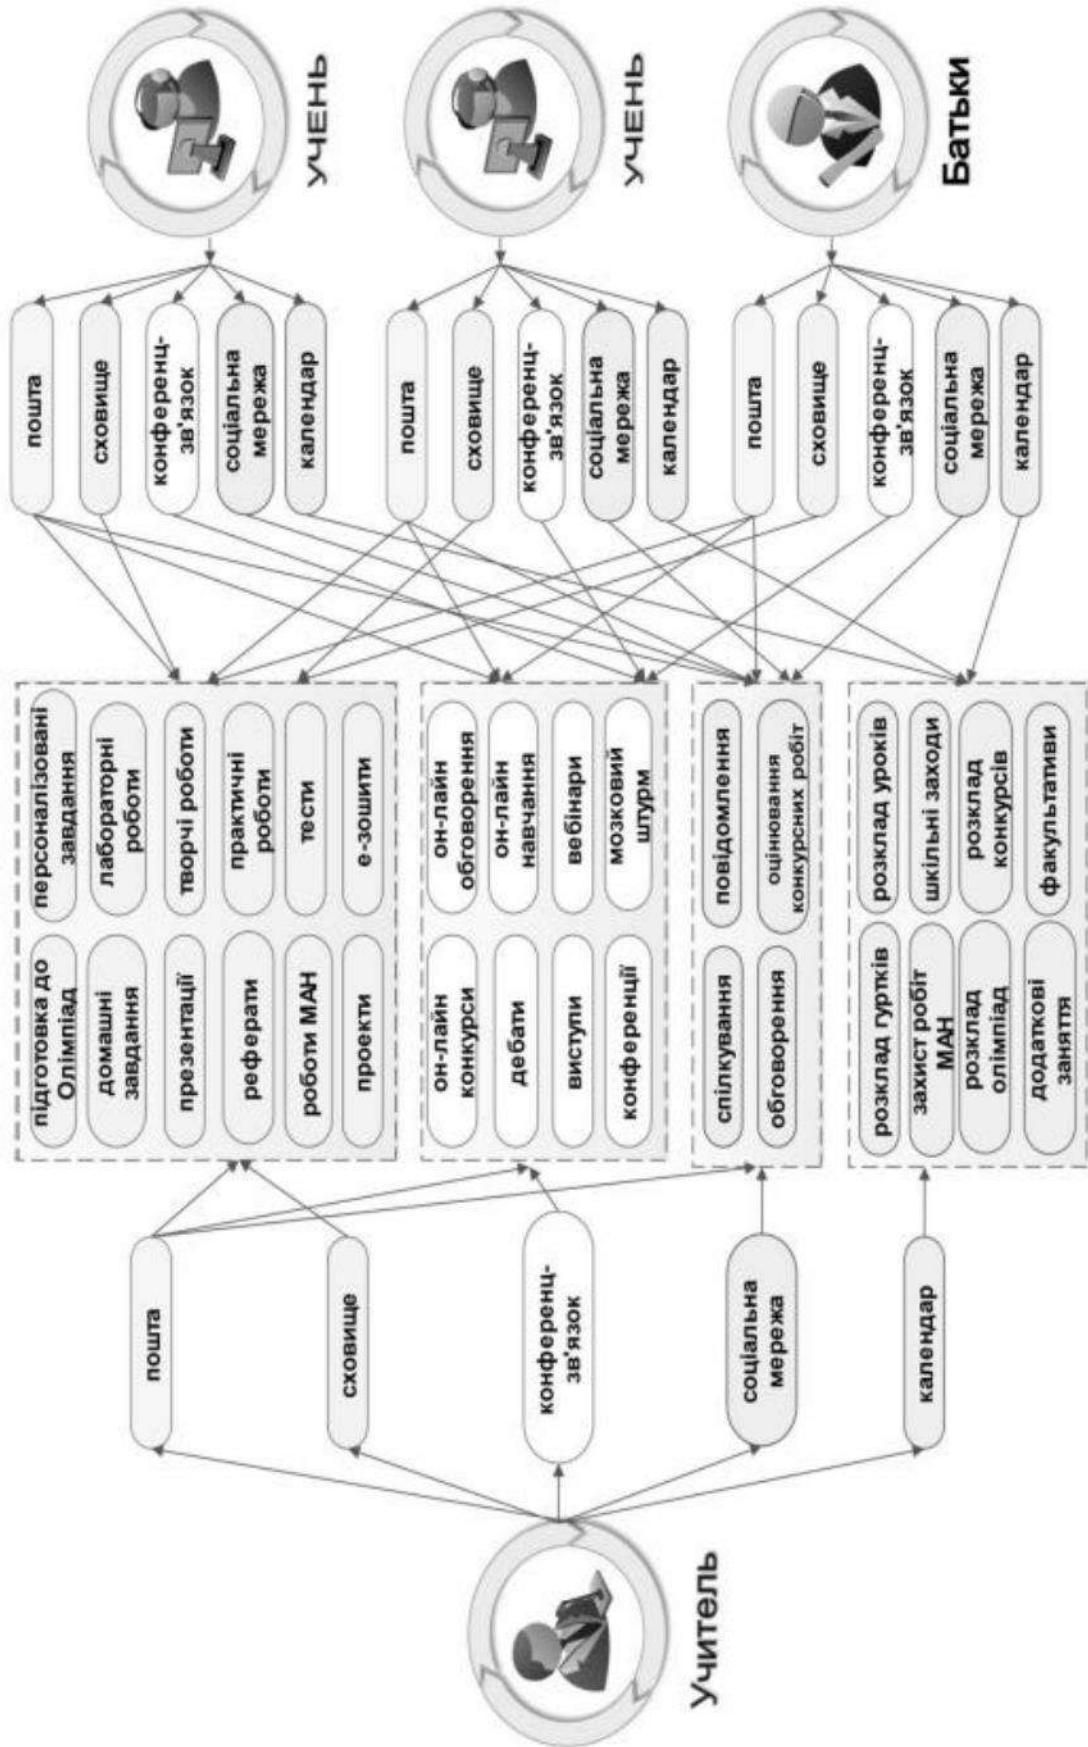 Учитель
пошта
сховище
конференц-
зв'язок
соціальна
мережа
календар
підготовка до
Олімпіад
персоналізовані
завдання
домашні
завдання
лабораторні
роботи
презентації
творчі роботи
реферати
практичні
роботи
роботи МАН
тести
проекти
е-зошити
он-лайн
конкурси
он-лайн
обговорення
дебати
он-лайн
навчання
виступи
вебінари
конференції
мозковий
штурм
спілкування
повідомлення
обговорення
оцінювання
конкурсних робіт
розклад гуртків
розклад уроків
захист робіт
МАН
шкільні заходи
розклад
олімпіад
розклад
конкурсів
додаткові
заняття
факультативи
пошта
сховище
конференц-
зв'язок
соціальна
мережа
календар
УЧЕНЬ
пошта
сховище
конференц-
зв'язок
соціальна
мережа
календар
УЧЕНЬ
пошта
сховище
конференц-
зв'язок
соціальна
мережа
календар
Батьки